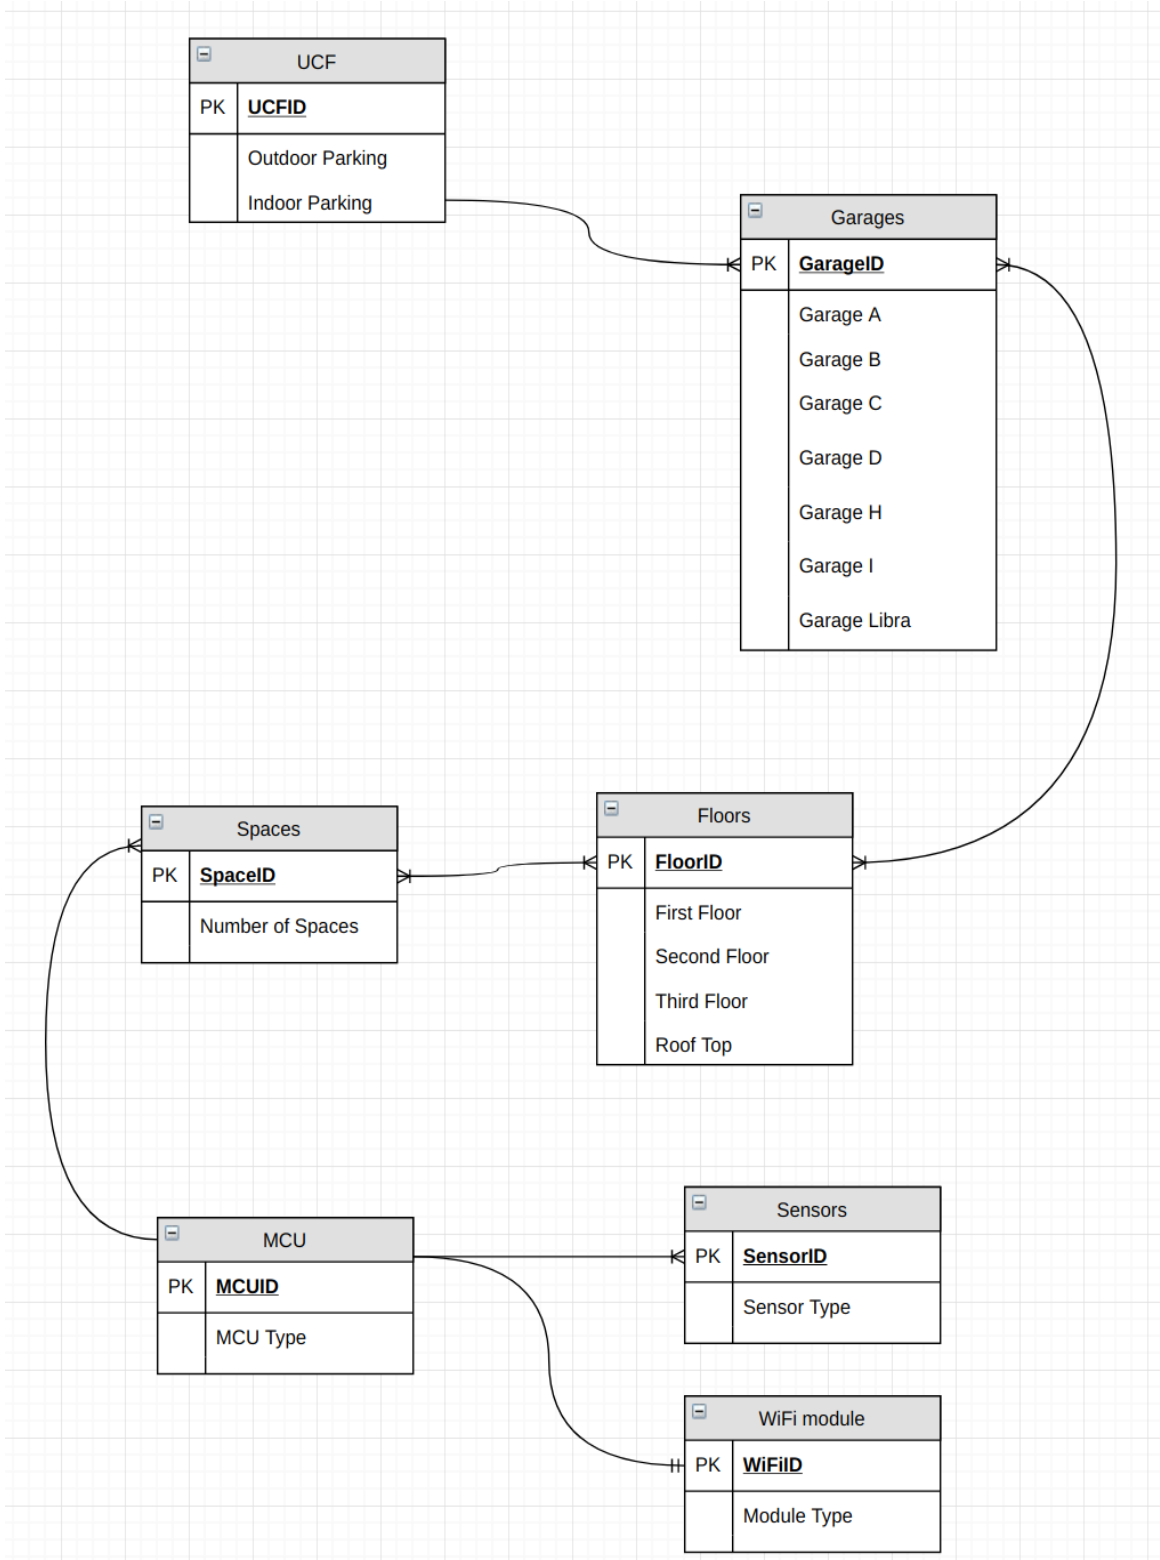 UCF
PK UCFID
Outdoor Parking
Indoor Parking
Garages
PK GarageID
Garage A
Garage B
Garage C
Garage D
Garage H
Garage I
Garage Libra
Spaces
PK SpaceID
Number of Spaces
Floors
PK FloorID
First Floor
Second Floor
Third Floor
Roof Top
MCU
PK MCUID
MCU Type
Sensors
PK SensorID
Sensor Type
WiFi module
PK WiFiID
Module Type